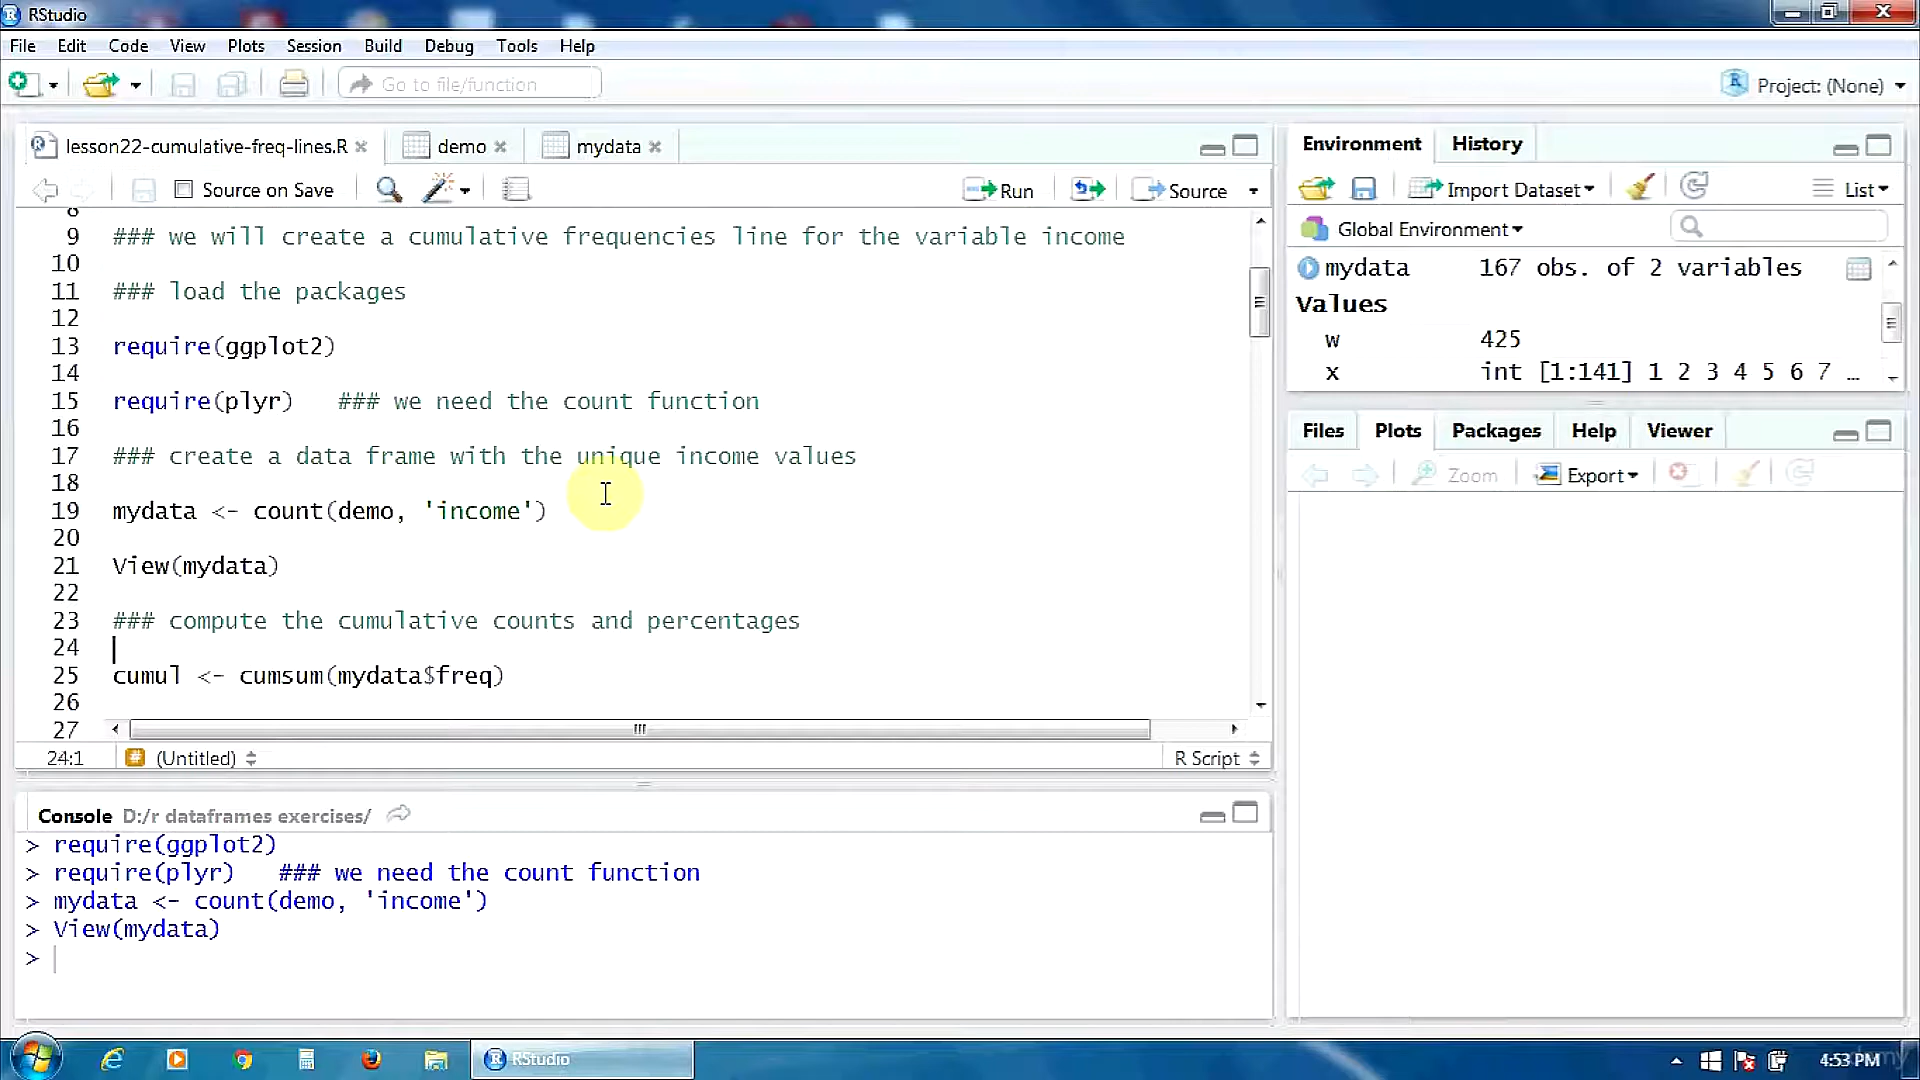 RStudio
File Edit Code View Plots Session Build Debug Tools Help
Go to file/function
Project: (None)
lesson22-cumulative-freq-lines.R demo mydata
Source on Save Run Source
8
9 ### we will create a cumulative frequencies line for the variable income
10
11 ### load the packages
12
13 require(ggplot2)
14
15 require(plyr) ### we need the count function
16
17 ### create a data frame with the unique income values
18
19 mydata <- count(demo, 'income')
20
21 View(mydata)
22
23 ### compute the cumulative counts and percentages
24
25 cumul <- cumsum(mydata$freq)
26
27
24:1 (Untitled) R Script
Console D:/r dataframes exercises/
> require(ggplot2)
> require(plyr) ### we need the count function
> mydata <- count(demo, 'income')
> View(mydata)
>
Environment History
Import Dataset List
Global Environment
mydata 167 obs. of 2 variables
Values
w 425
x int [1:141] 1 2 3 4 5 6 7 …
Files Plots Packages Help Viewer
Zoom Export
RStudio
4:53 PM